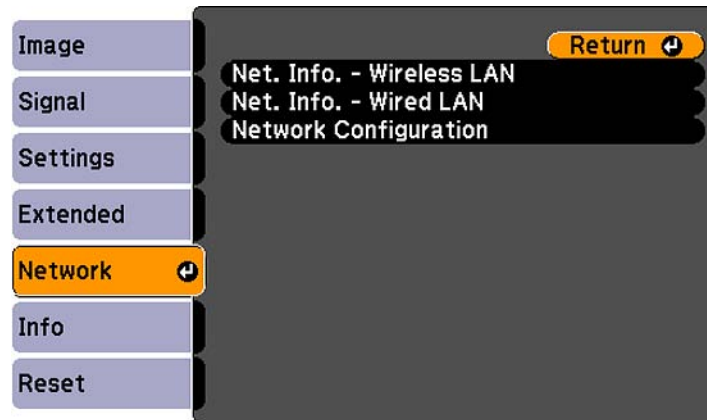 Image
Signal
Settings
Extended
Network
Info
Reset
Return
Net. Info. - Wireless LAN
Net. Info. - Wired LAN
Network Configuration